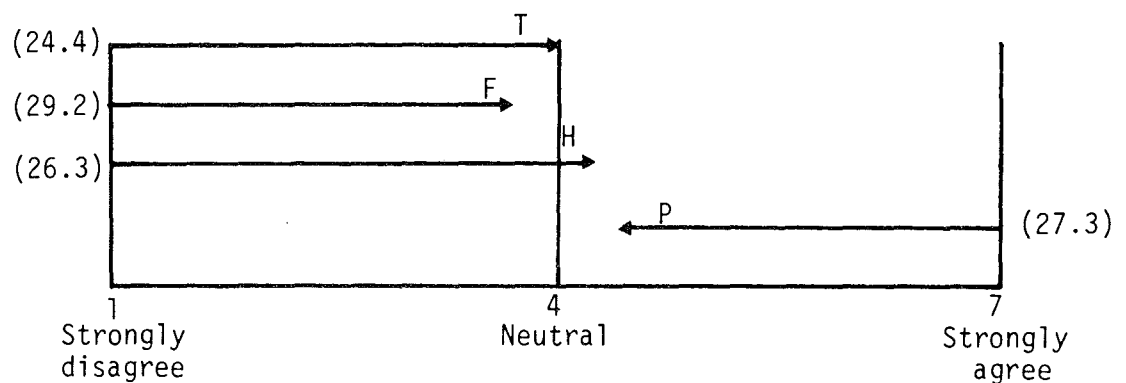 T
(24.4)
F
(29.2)
H
(26.3)
P
(27.3)
1 4 7
Strongly Neutral Strongly
disagree agree